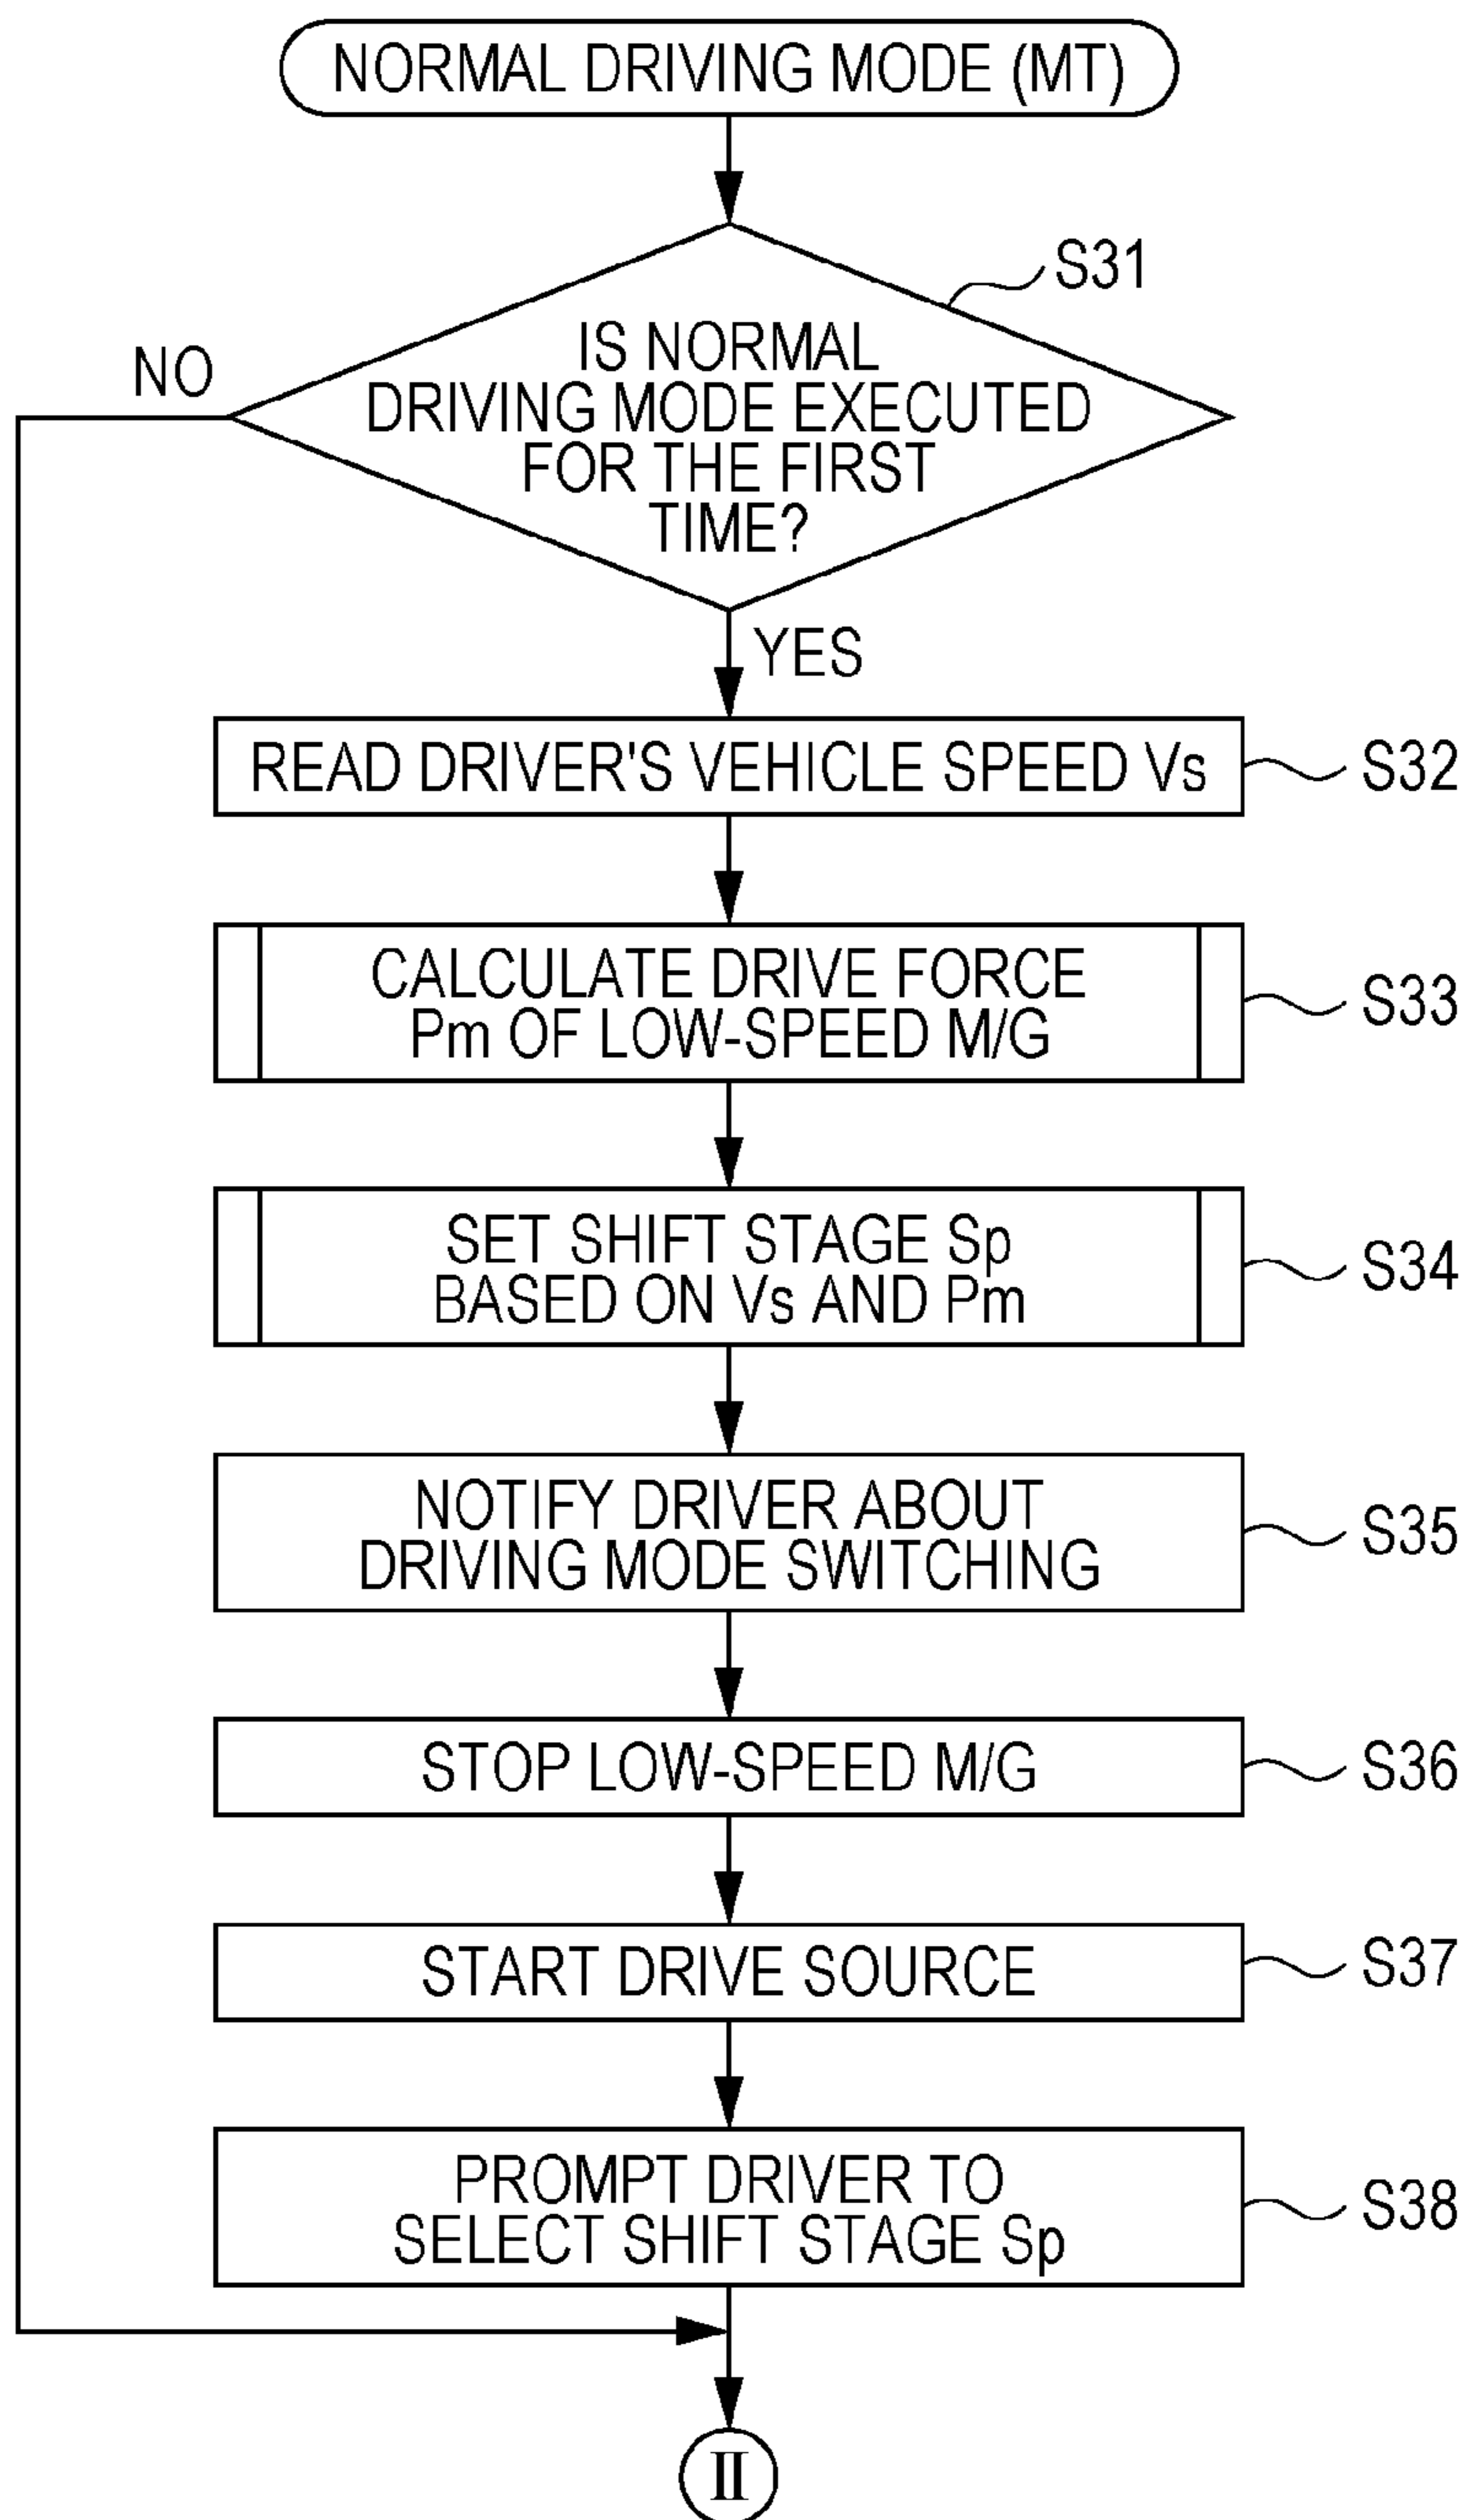 NORMAL DRIVING MODE (MT)
S31
IS NORMAL
DRIVING MODE EXECUTED
FOR THE FIRST
TIME?
NO
YES
READ DRIVER'S VEHICLE SPEED Vs
S32
CALCULATE DRIVE FORCE
Pm OF LOW-SPEED M/G
S33
SET SHIFT STAGE Sp
BASED ON Vs AND Pm
S34
NOTIFY DRIVER ABOUT
DRIVING MODE SWITCHING
S35
STOP LOW-SPEED M/G
S36
START DRIVE SOURCE
S37
PROMPT DRIVER TO
SELECT SHIFT STAGE Sp
S38
II